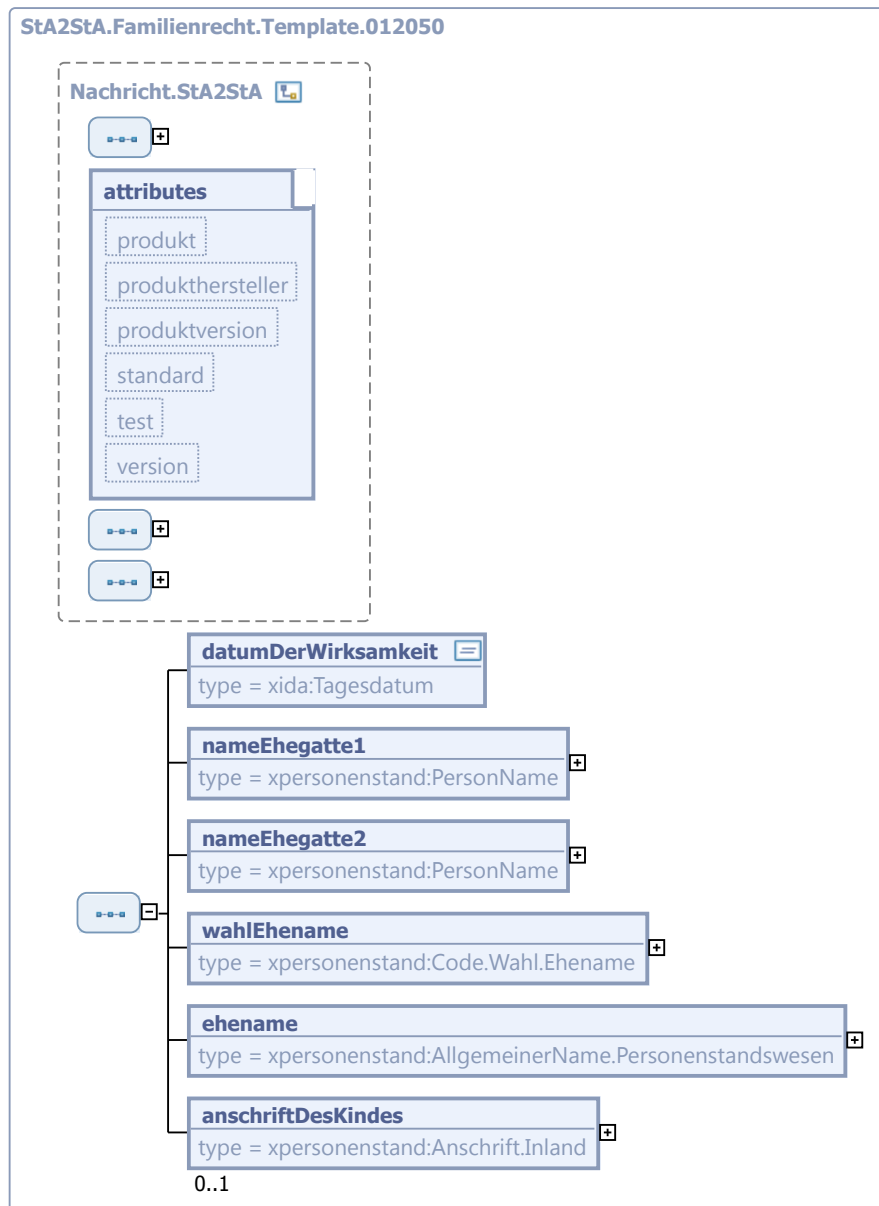 StA2StA.Familienrecht.Template.012050
Nachricht.StA2StA
attributes
produkt
produkthersteller
produktversion
standard
test
version
datumDerWirksamkeit
type = xida:Tagesdatum
nameEhegatte1
type = xpersonenstand:PersonName
nameEhegatte2
type = xpersonenstand:PersonName
wahlEhename
type = xpersonenstand:Code.Wahl.Ehename
ehename
type = xpersonenstand:AllgemeinerName.Personenstandswesen
anschriftDesKindes
type = xpersonenstand:Anschrift.Inland
0..1